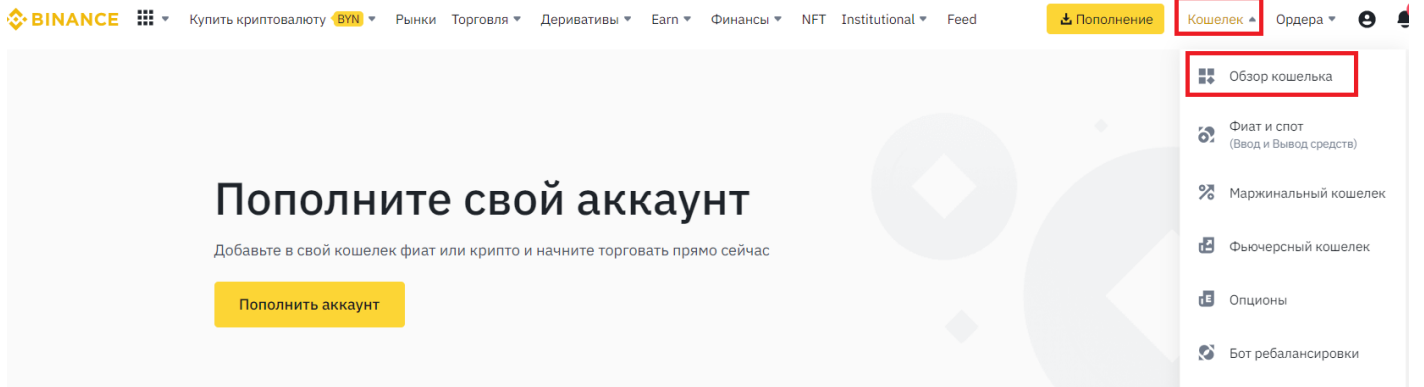 BINANCE Купить криптовалюту BYN Рынки Торговля Деривативы Earn Финансы NFT Institutional Feed Пополнение Кошелек Ордера
Обзор кошелька
Фиат и спот
(Ввод и Вывод средств)
Маржинальный кошелек
Фьючерсный кошелек
Опционы
Бот ребалансировки
Пополните свой аккаунт
Добавьте в свой кошелек фиат или крипто и начните торговать прямо сейчас
Пополнить аккаунт